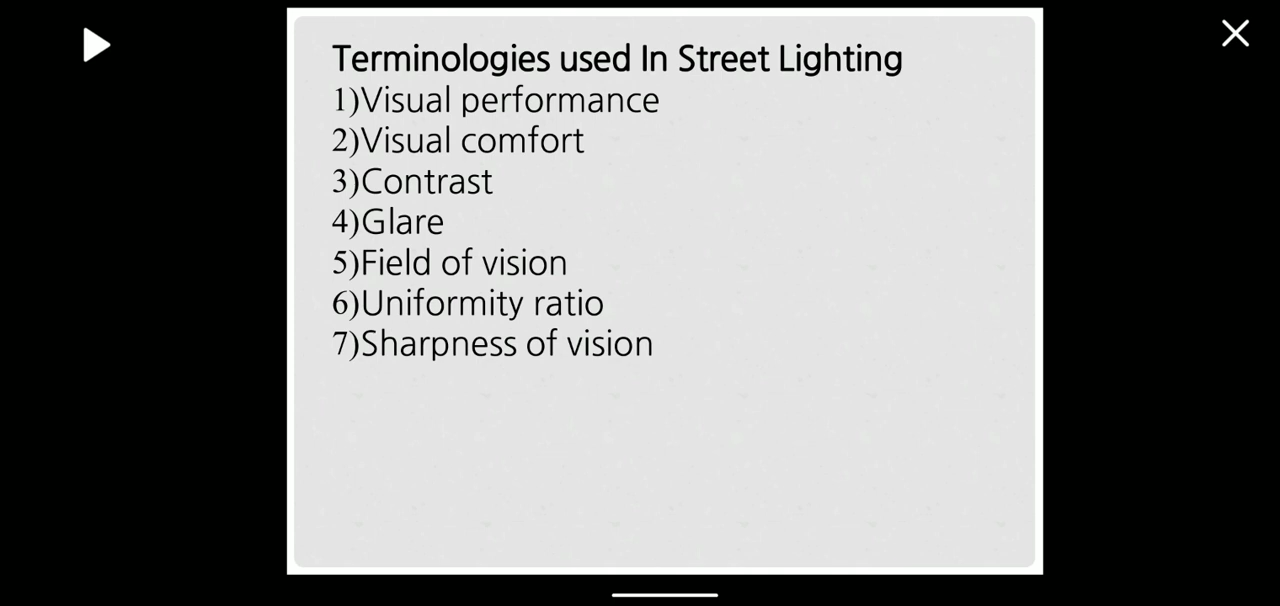 Terminologies used In Street Lighting
1)Visual performance
2)Visual comfort
3)Contrast
4)Glare
5)Field of vision
6)Uniformity ratio
7)Sharpness of vision